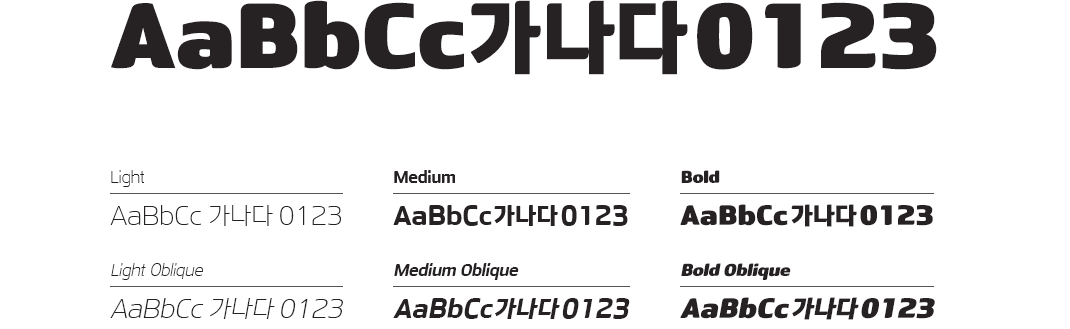 AaBbCc가나다0123
Light
Medium
Bold
AaBbCc 가나다 0123
AaBbCc가나다0123
AaBbCc가나다0123
Light Oblique
Medium Oblique
Bold Oblique
AaBbCc 가나다 0123
AaBbCc가나다0123
AaBbCc가나다0123